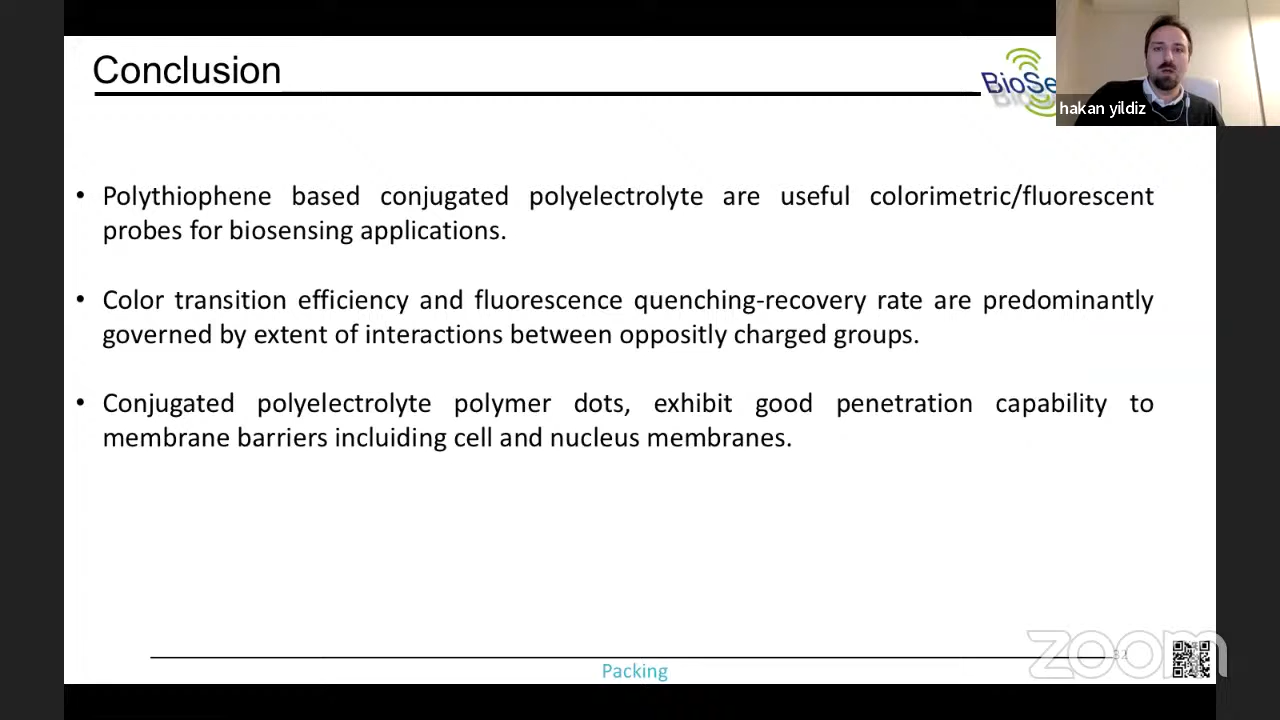 Conclusion
BioSe
hakan yildiz
• Polythiophene based conjugated polyelectrolyte are useful colorimetric/fluorescent
probes for biosensing applications.
• Color transition efficiency and fluorescence quenching-recovery rate are predominantly
governed by extent of interactions between oppositly charged groups.
• Conjugated polyelectrolyte polymer dots, exhibit good penetration capability to
membrane barriers incluiding cell and nucleus membranes.
zoom
32
Packing